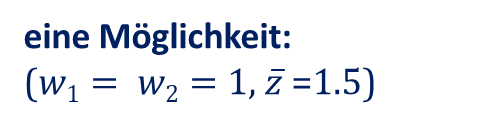 eine Möglichkeit:
(w₁ = w₂ = 1, z̄ =1.5)